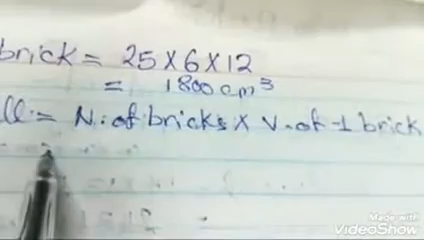 brick = 25 X 6 X 12
= 1800 cm³
ll = N. of bricks X V. of 1 brick
Made with
VideoShow